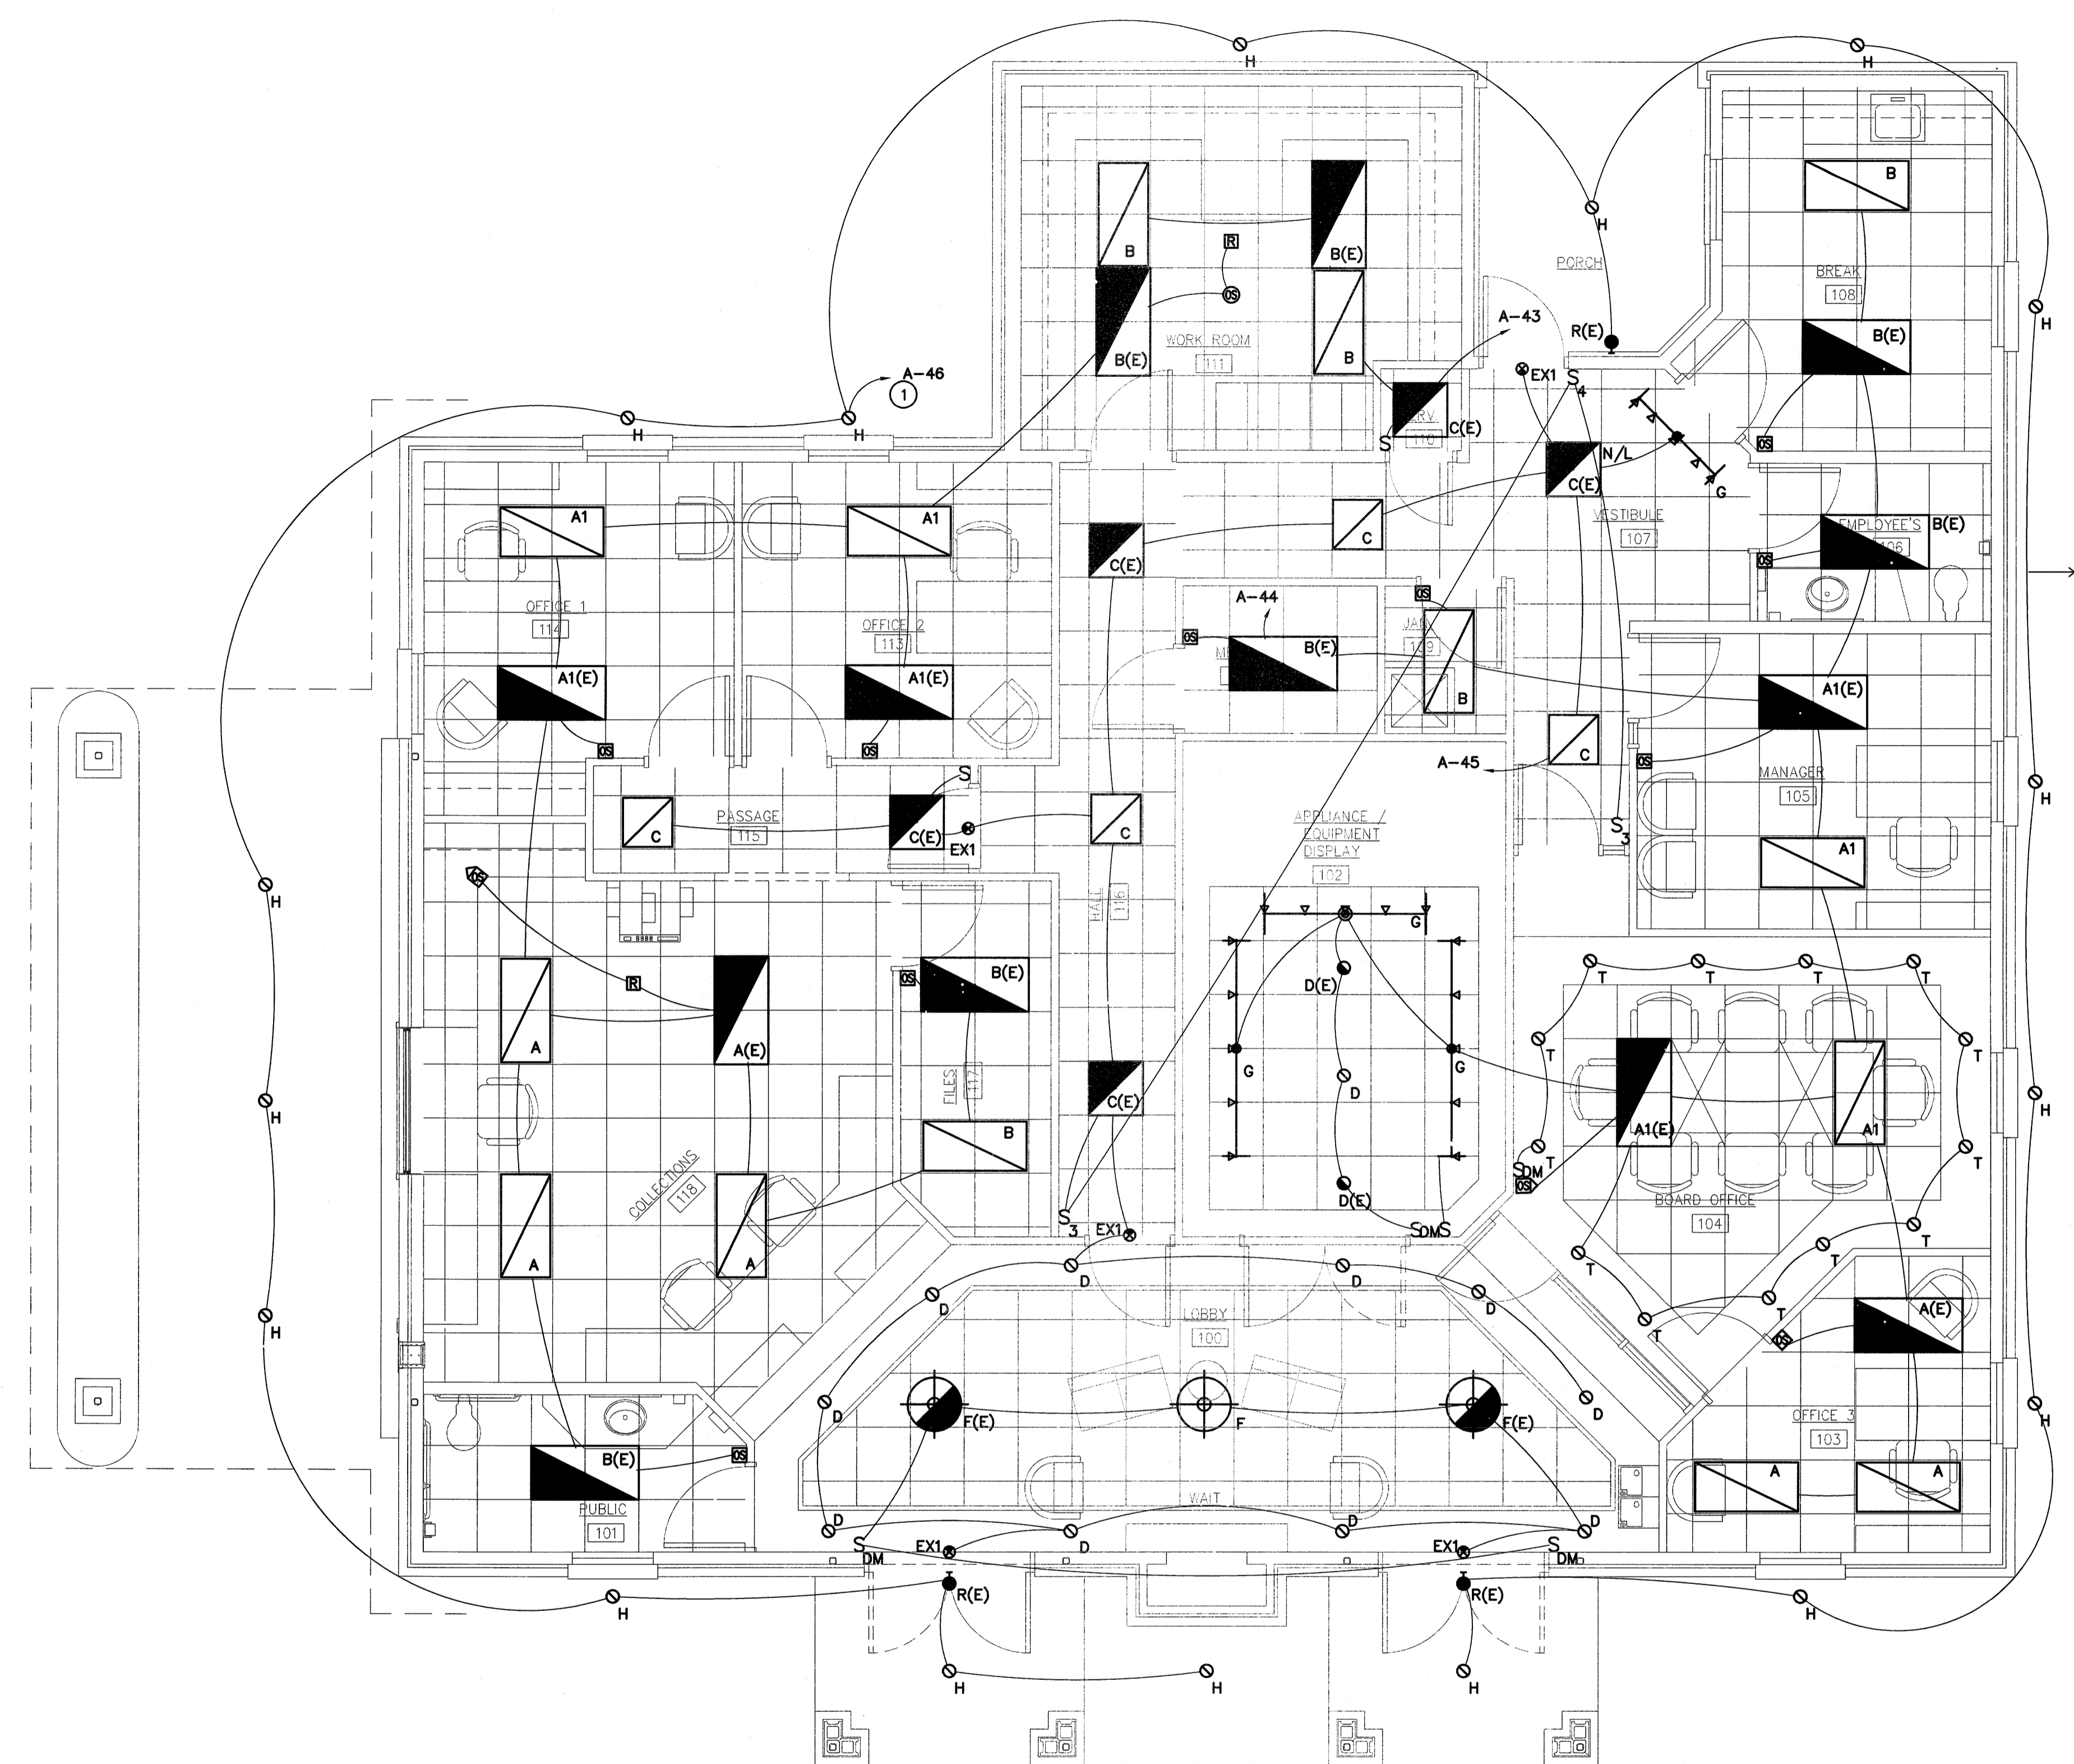 H
H
B
B
B(E)
R
H
PORCH
BREAK
108
OS
H
A-43
R(E)
B(E)
WORK ROOM
111
B(E)
B
EX1
S4
A-46
1
H
H
RV.
110
C(E)
S
OS
N/L
C(E)
G
A1
A1
C
C(E)
VESTIBULE
107
EMPLOYEE'S
106
B(E)
OS
A-44
OS
OFFICE 1
114
OFFICE 2
113
JAN.
109
OS
B(E)
B
A1(E)
A1(E)
A1(E)
OS
OS
C
A-45
OS
MANAGER
105
H
S
C
PASSAGE
115
C(E)
EX1
C
APPLIANCE /
EQUIPMENT
DISPLAY
102
S3
A1
OS
H
HALL
116
G
R
B(E)
OS
D(E)
T
T
T
T
A
A(E)
T
T
G
G
FILES
117
C(E)
D
H
H
B
A1(E)
A1
COLLECTIONS
118
T
T
SDM
OS
D(E)
BOARD OFFICE
104
S3
EX1
SDM
S
T
T
T
A
A
D
D
D
D
LOBBY
100
T
T
OS
A(E)
H
D
F(E)
F
F(E)
D
OFFICE 3
103
H
B(E)
OS
A
A
WAIT
PUBLIC
101
D
D
D
D
SDM
EX1
EX1
SDM
H
R(E)
R(E)
H
H
H
H